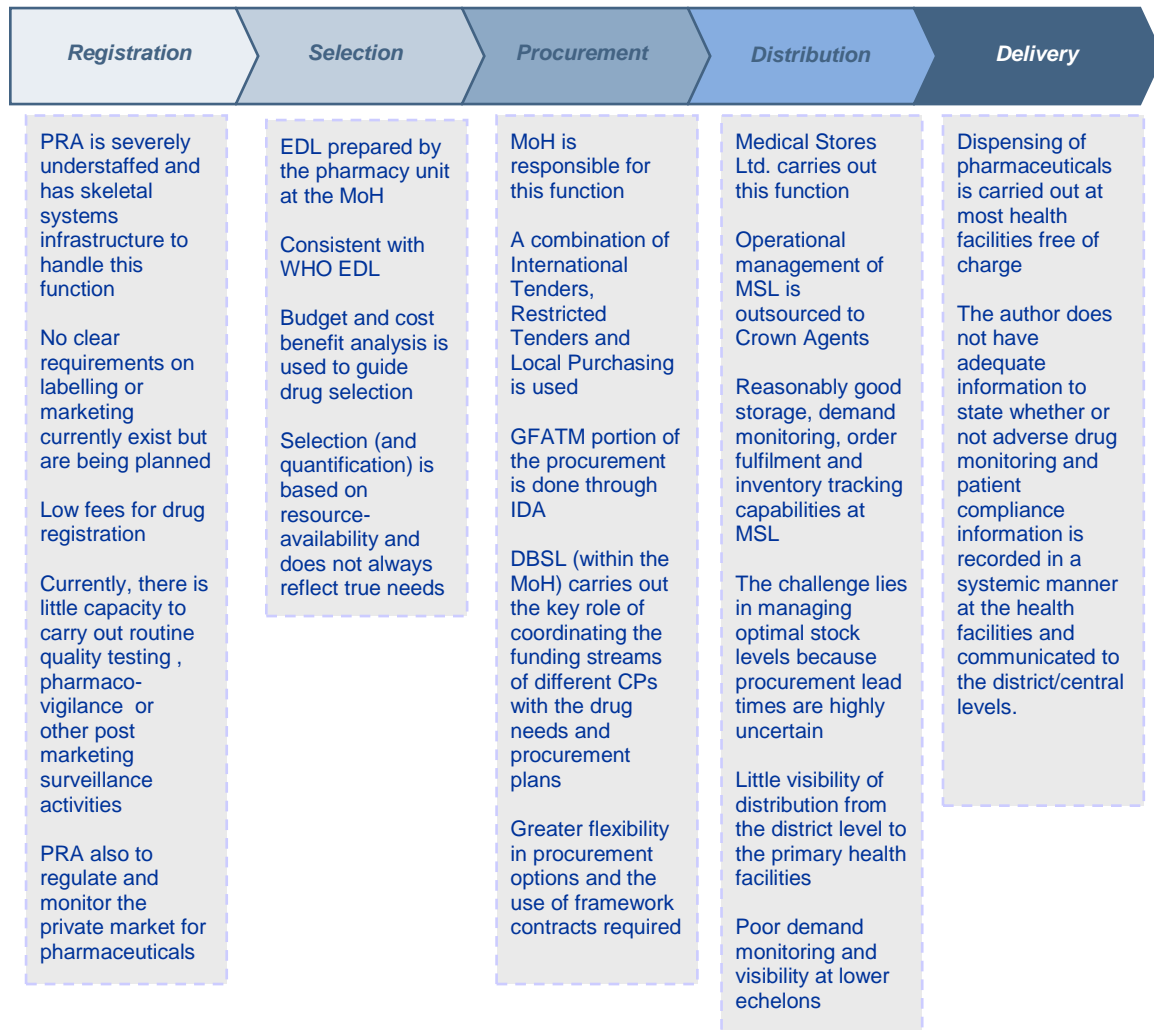 Registration
Selection
Procurement
Distribution
Delivery
PRA is severely
understaffed and
has skeletal
systems
infrastructure to
handle this
function
No clear
requirements on
labelling or
marketing
currently exist but
are being planned
Low fees for drug
registration
Currently, there is
little capacity to
carry out routine
quality testing ,
pharmaco-
vigilance or
other post
marketing
surveillance
activities
PRA also to
regulate and
monitor the
private market for
pharmaceuticals
EDL prepared by
the pharmacy unit
at the MoH
Consistent with
WHO EDL
Budget and cost
benefit analysis is
used to guide
drug selection
Selection (and
quantification) is
based on
resource-
availability and
does not always
reflect true needs
MoH is
responsible for
this function
A combination of
International
Tenders,
Restricted
Tenders and
Local Purchasing
is used
GFATM portion of
the procurement
is done through
IDA
DBSL (within the
MoH) carries out
the key role of
coordinating the
funding streams
of different CPs
with the drug
needs and
procurement
plans
Greater flexibility
in procurement
options and the
use of framework
contracts required
Medical Stores
Ltd. carries out
this function
Operational
management of
MSL is
outsourced to
Crown Agents
Reasonably good
storage, demand
monitoring, order
fulfilment and
inventory tracking
capabilities at
MSL
The challenge lies
in managing
optimal stock
levels because
procurement lead
times are highly
uncertain
Little visibility of
distribution from
the district level to
the primary health
facilities
Poor demand
monitoring and
visibility at lower
echelons
Dispensing of
pharmaceuticals
is carried out at
most health
facilities free of
charge
The author does
not have
adequate
information to
state whether or
not adverse drug
monitoring and
patient
compliance
information is
recorded in a
systemic manner
at the health
facilities and
communicated to
the district/central
levels.